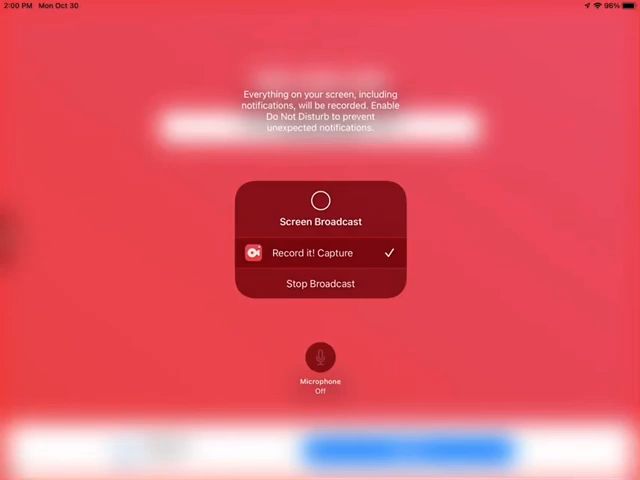 2:00 PM Mon Oct 30
96%
Everything on your screen, including
notifications, will be recorded. Enable
Do Not Disturb to prevent
unexpected notifications.
Screen Broadcast
Record it! Capture
Stop Broadcast
Microphone
Off